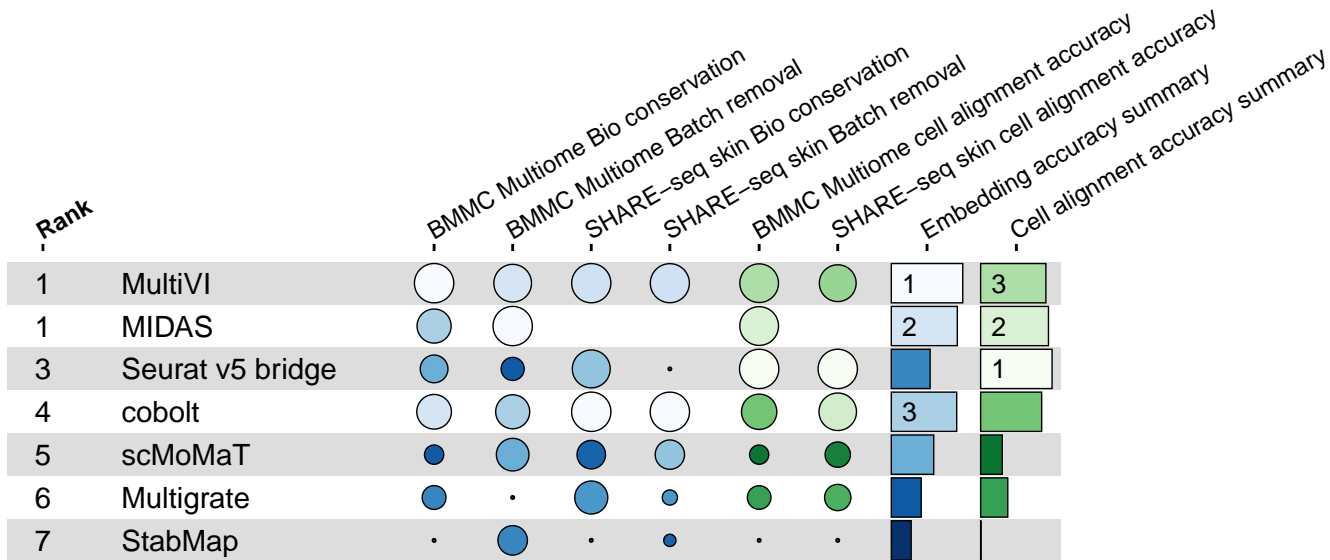 Rank
BMMC Multiome Bio conservation
BMMC Multiome Batch removal
SHARE−seq skin Bio conservation
SHARE−seq skin Batch removal
BMMC Multiome cell alignment accuracy
SHARE−seq skin cell alignment accuracy
Embedding accuracy summary
Cell alignment accuracy summary
1 MultiVI 1 3
1 MIDAS 2 2
3 Seurat v5 bridge 1
4 cobolt 3
5 scMoMaT
6 Multigrate
7 StabMap